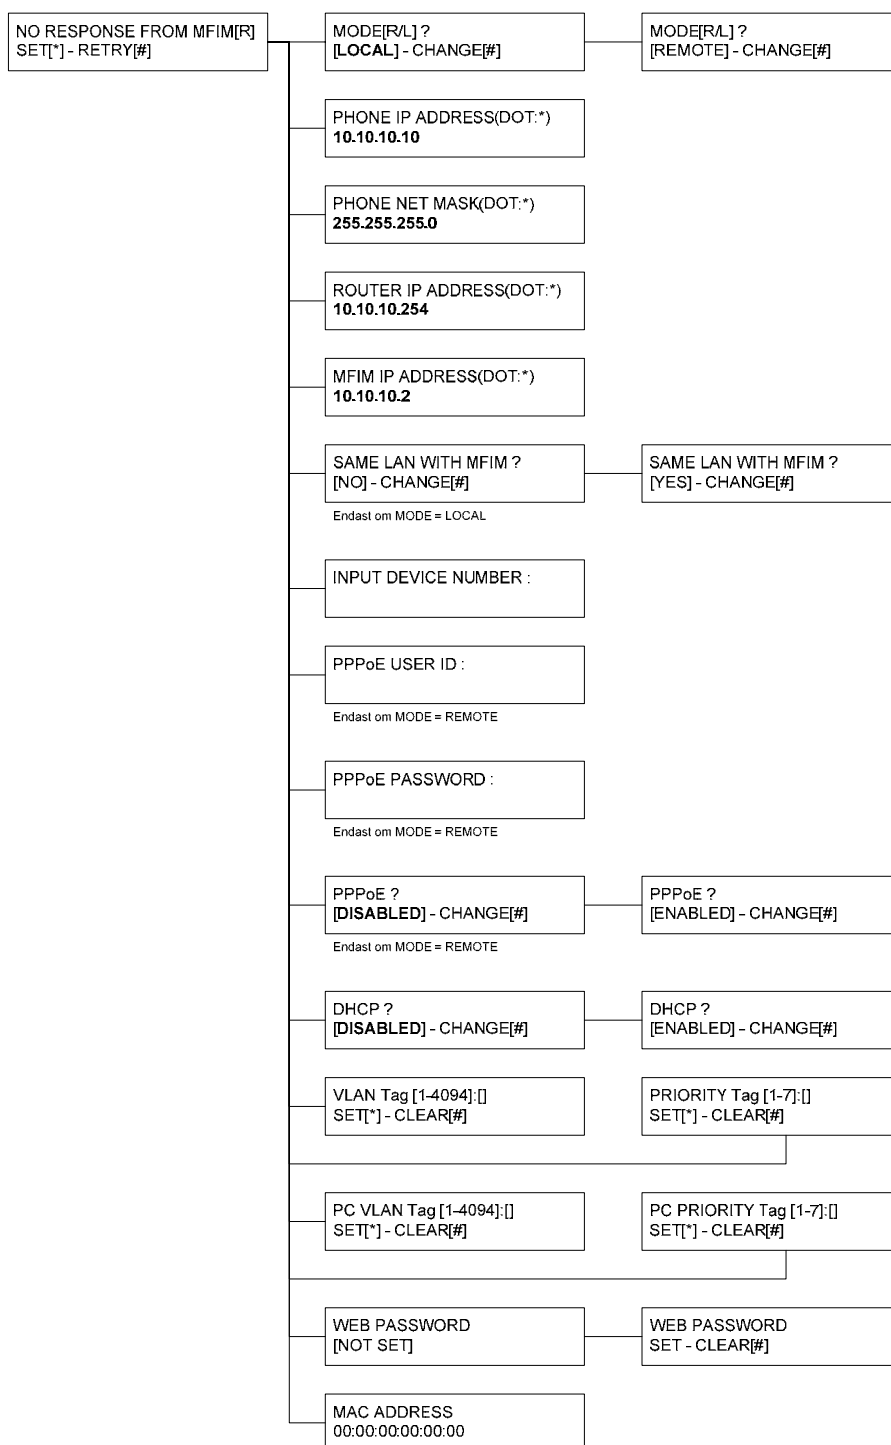 NO RESPONSE FROM MFIM[R]
SET[*] - RETRY[#]
MODE[R/L] ?
[LOCAL] - CHANGE[#]
MODE[R/L] ?
[REMOTE] - CHANGE[#]
PHONE IP ADDRESS(DOT:*)
10.10.10.10
PHONE NET MASK(DOT:*)
255.255.255.0
ROUTER IP ADDRESS(DOT:*)
10.10.10.254
MFIM IP ADDRESS(DOT:*)
10.10.10.2
SAME LAN WITH MFIM ?
[NO] - CHANGE[#]
SAME LAN WITH MFIM ?
[YES] - CHANGE[#]
Endast om MODE = LOCAL
INPUT DEVICE NUMBER :
PPPoE USER ID :
Endast om MODE = REMOTE
PPPoE PASSWORD :
Endast om MODE = REMOTE
PPPoE ?
[DISABLED] - CHANGE[#]
PPPoE ?
[ENABLED] - CHANGE[#]
Endast om MODE = REMOTE
DHCP ?
[DISABLED] - CHANGE[#]
DHCP ?
[ENABLED] - CHANGE[#]
VLAN Tag [1-4094]:[]
SET[*] - CLEAR[#]
PRIORITY Tag [1-7]:[]
SET[*] - CLEAR[#]
PC VLAN Tag [1-4094]:[]
SET[*] - CLEAR[#]
PC PRIORITY Tag [1-7]:[]
SET[*] - CLEAR[#]
WEB PASSWORD
[NOT SET]
WEB PASSWORD
SET - CLEAR[#]
MAC ADDRESS
00:00:00:00:00:00